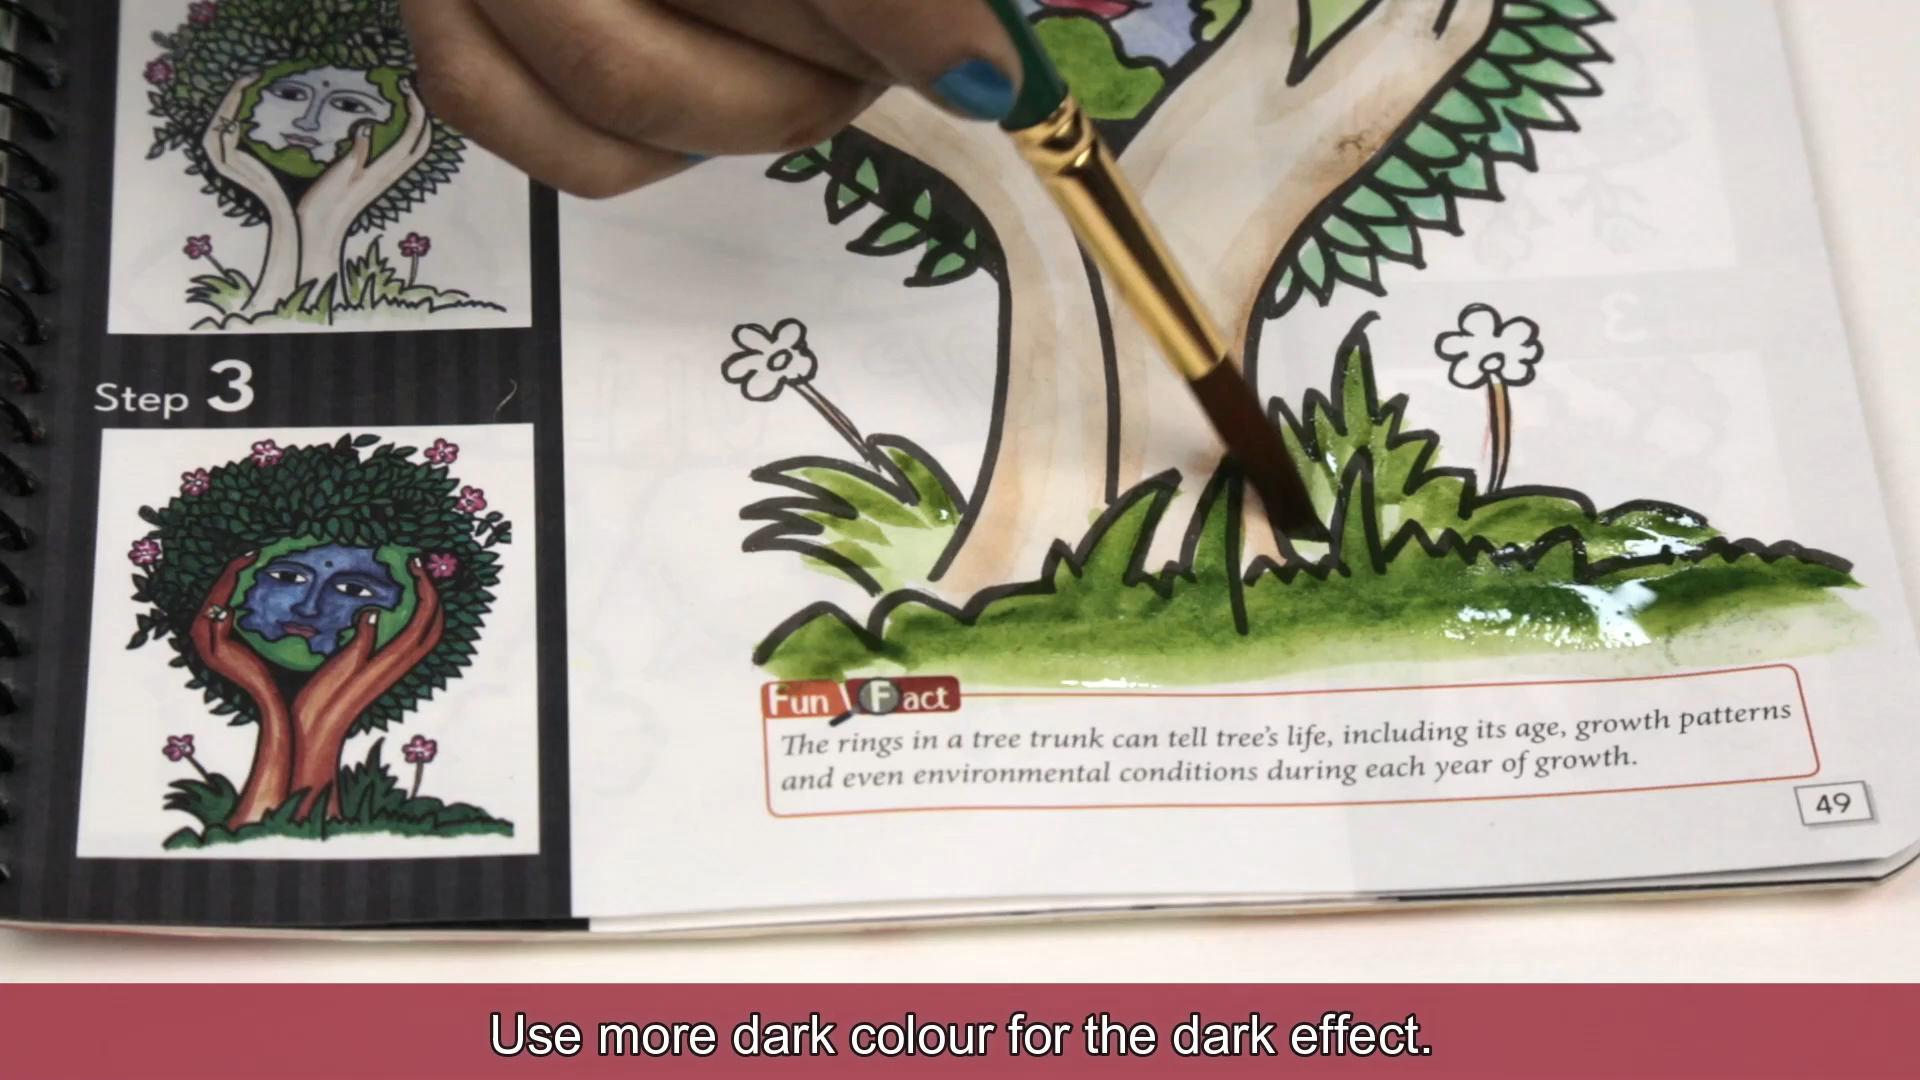 Step 3
Fun Fact
The rings in a tree trunk can tell tree's life, including its age, growth patterns
and even environmental conditions during each year of growth.
49
Use more dark colour for the dark effect.